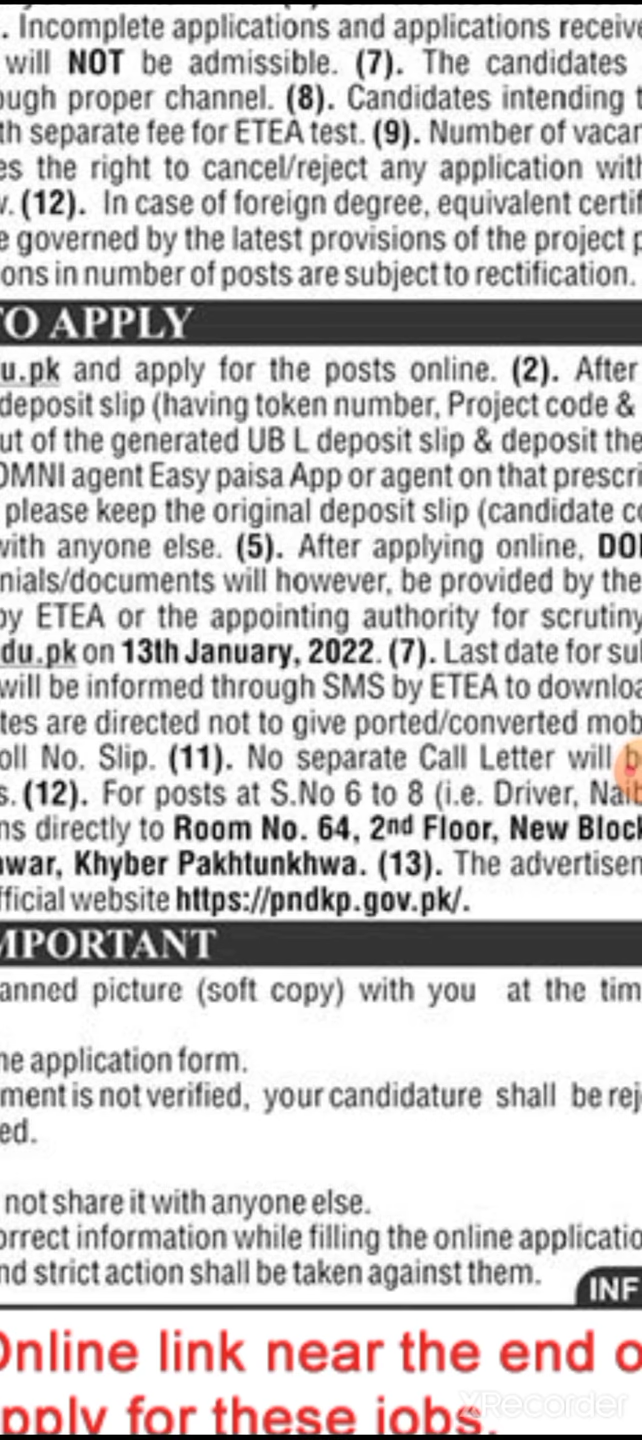 . Incomplete applications and applications receive
will NOT be admissible. (7). The candidates
ough proper channel. (8). Candidates intending t
th separate fee for ETEA test. (9). Number of vacan
es the right to cancel/reject any application with
v. (12). In case of foreign degree, equivalent certif
e governed by the latest provisions of the project p
ons in number of posts are subject to rectification.
TO APPLY
u.pk and apply for the posts online. (2). After
deposit slip (having token number, Project code &
ut of the generated UB L deposit slip & deposit the
OMNI agent Easy paisa App or agent on that prescri
please keep the original deposit slip (candidate co
with anyone else. (5). After applying online, DO
nials/documents will however, be provided by the
by ETEA or the appointing authority for scrutiny
du.pk on 13th January, 2022. (7). Last date for sul
will be informed through SMS by ETEA to downloa
tes are directed not to give ported/converted mob
oll No. Slip. (11). No separate Call Letter will b
s. (12). For posts at S.No 6 to 8 (i.e. Driver, Naib
ns directly to Room No. 64, 2nd Floor, New Block
awar, Khyber Pakhtunkhwa. (13). The advertisem
fficial website https://pndkp.gov.pk/.
MPORTANT
anned picture (soft copy) with you at the tim
ne application form.
ment is not verified, your candidature shall be rej
ed.
not share it with anyone else.
orrect information while filling the online applicatio
nd strict action shall be taken against them.
INF
Online link near the end o
pply for these jobs.
XRecorder